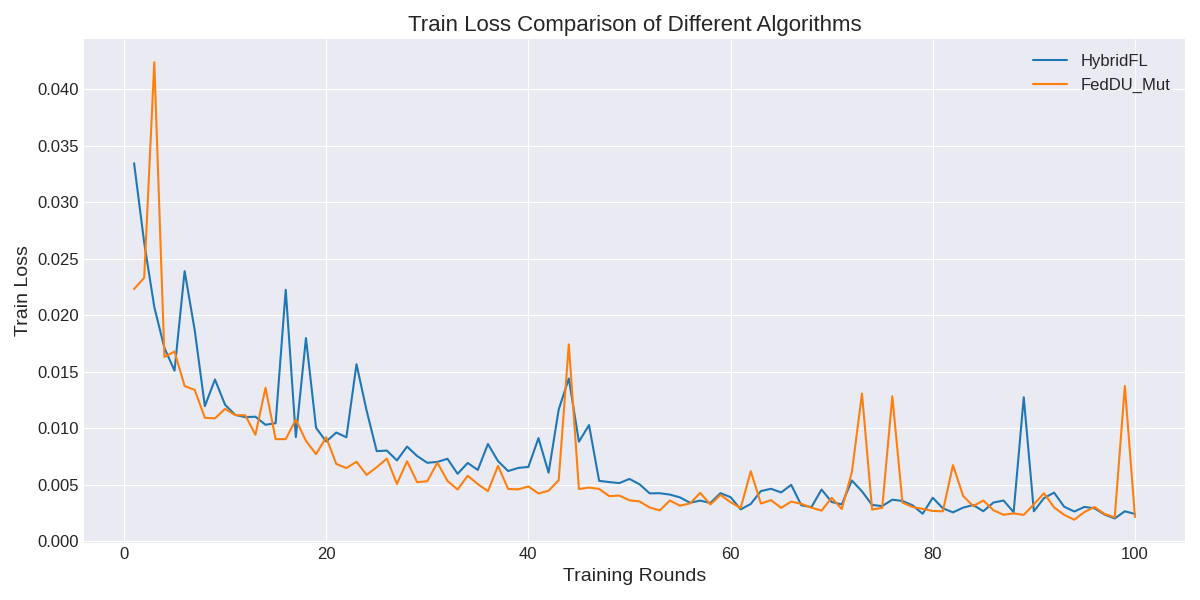 Train Loss Comparison of Different Algorithms
HybridFL
FedDU_Mut
0.040
0.035
0.030
0.025
0.020
0.015
0.010
0.005
0.000
Train Loss
0 20 40 60 80 100
Training Rounds